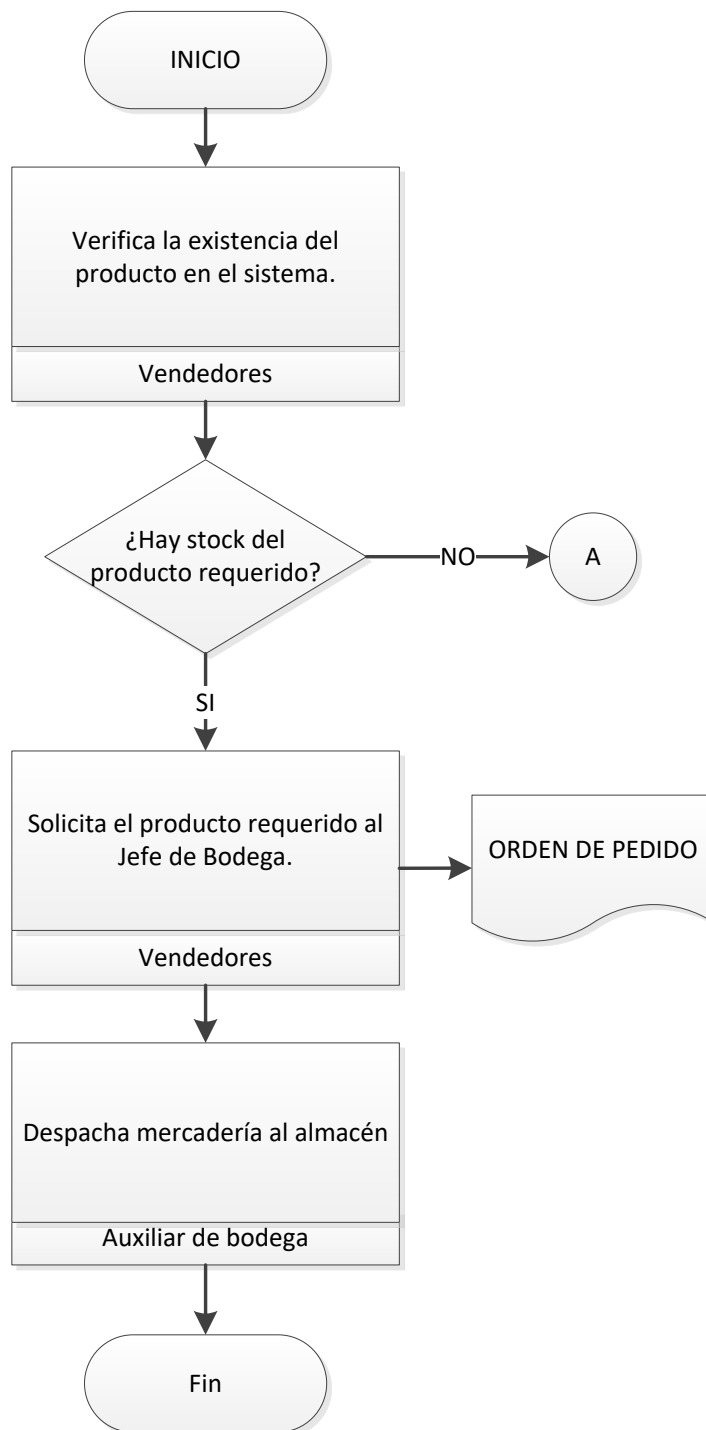 INICIO
Verifica la existencia del
producto en el sistema.
Vendedores
¿Hay stock del
producto requerido?
NO
A
SI
Solicita el producto requerido al
Jefe de Bodega.
Vendedores
ORDEN DE PEDIDO
Despacha mercadería al almacén
Auxiliar de bodega
Fin